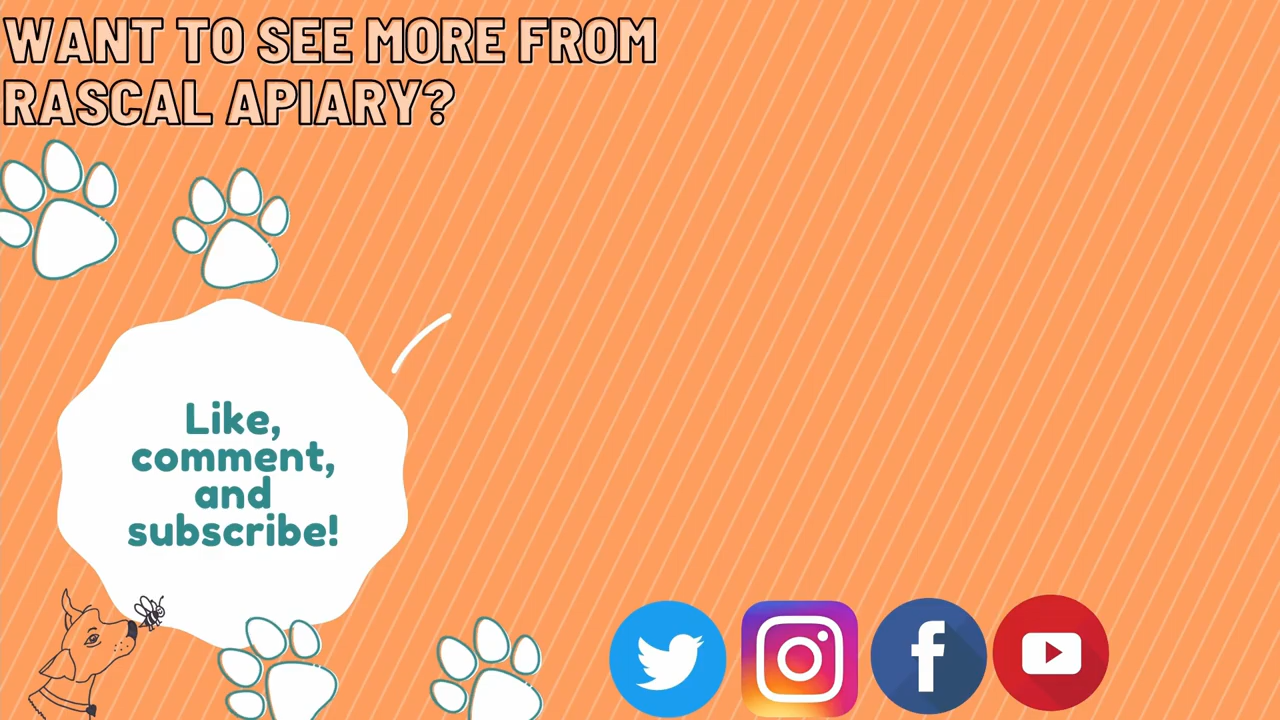 WANT TO SEE MORE FROM
RASCAL APIARY?
Like,
comment,
and
subscribe!